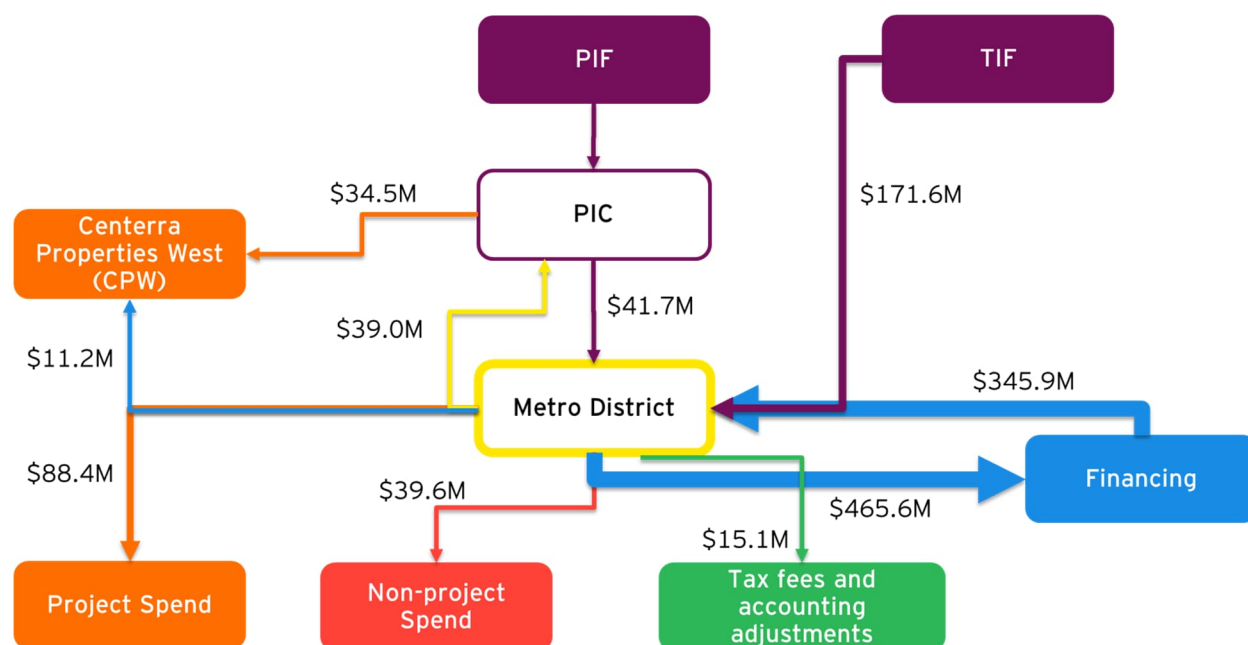 PIF
TIF
$34.5M
$171.6M
PIC
Centerra
Properties West
(CPW)
$39.0M
$41.7M
$11.2M
$345.9M
Metro District
$88.4M
$39.6M
$465.6M
Financing
$15.1M
Project Spend
Non-project
Spend
Tax fees and
accounting
adjustments